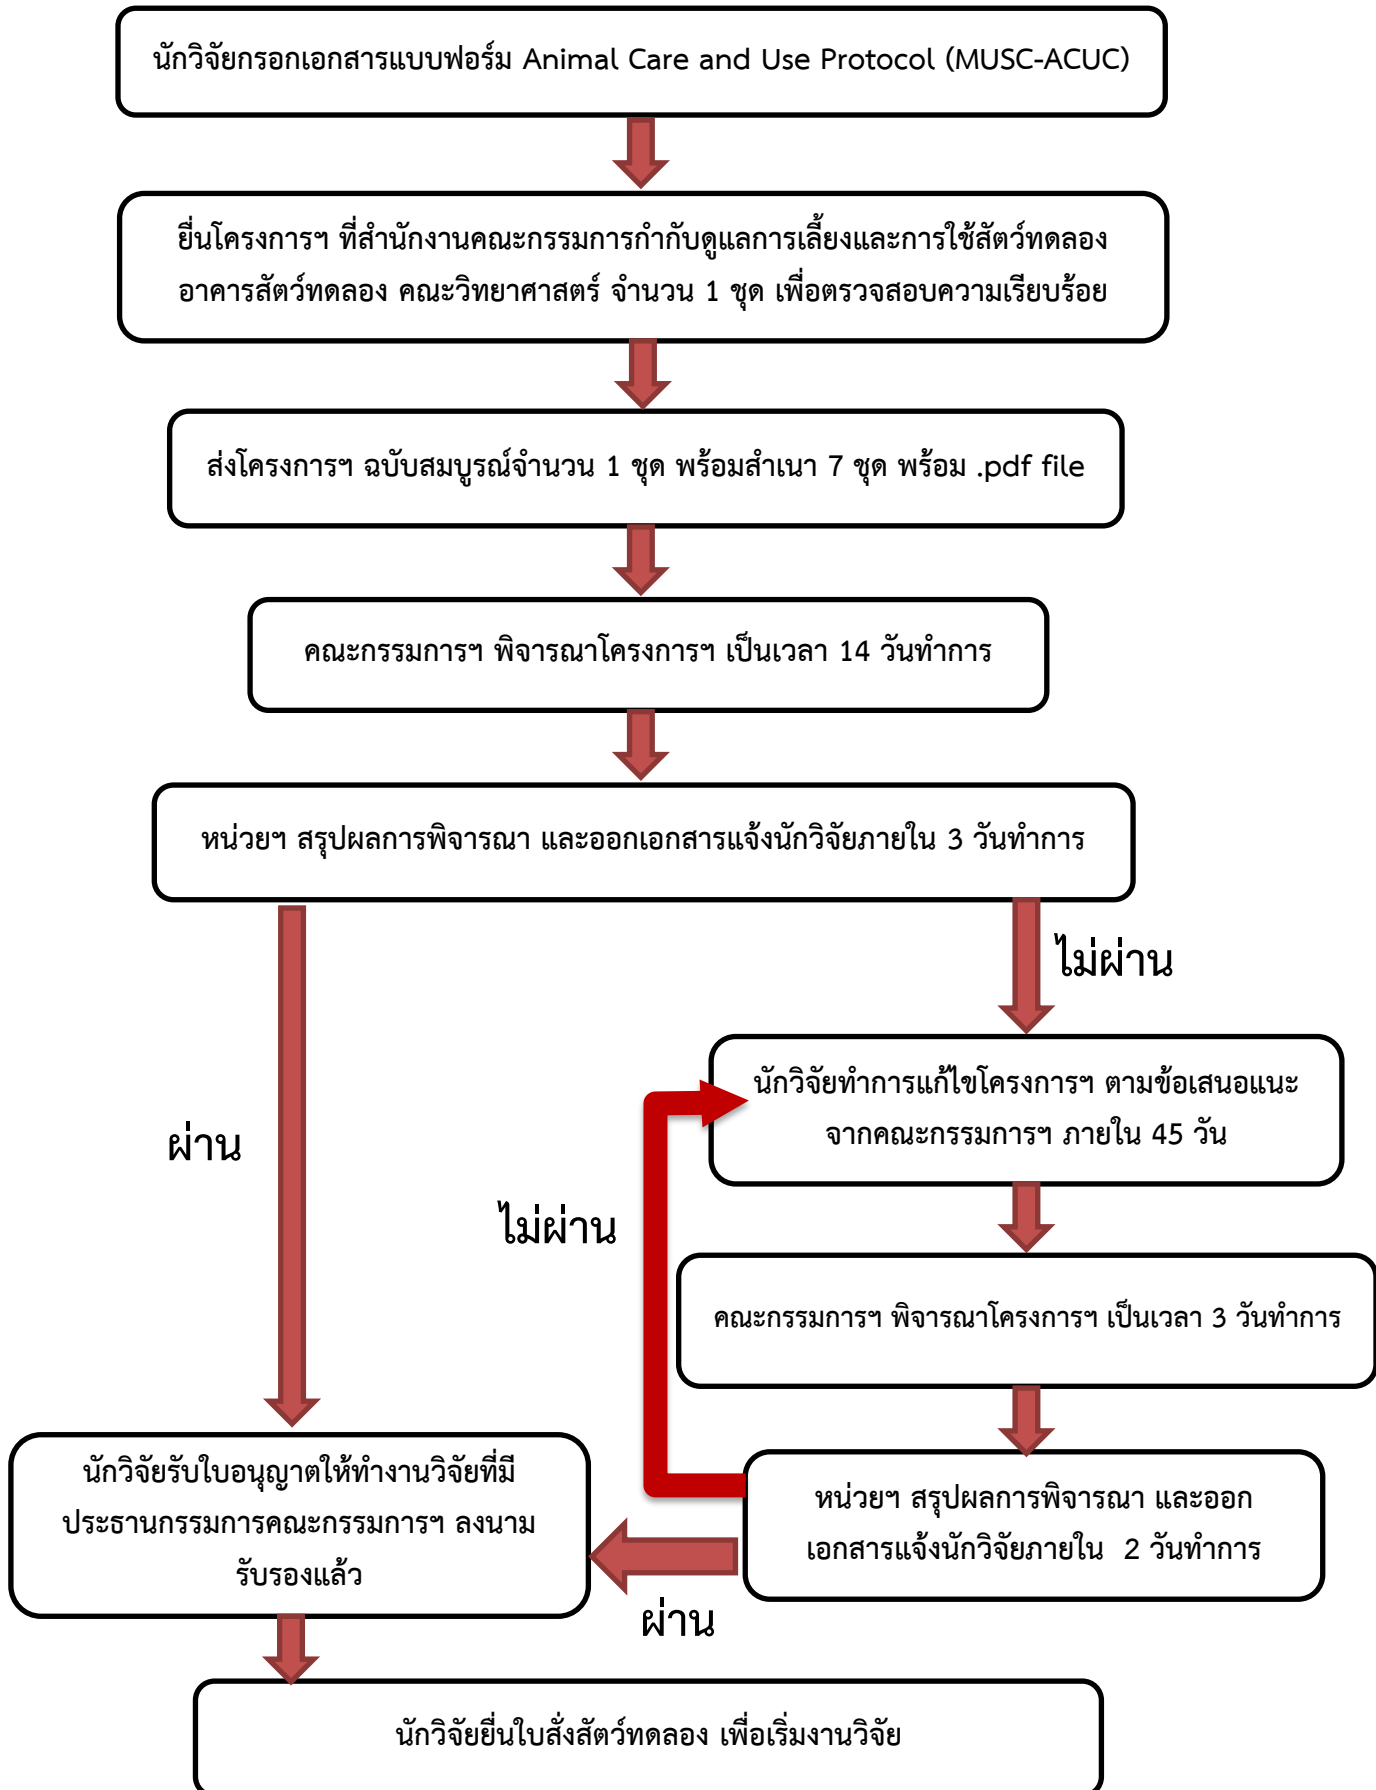 นักวิจัยกรอกเอกสารแบบฟอร์ม Animal Care and Use Protocol (MUSC-ACUC)
ยื่นโครงการฯ ที่สำนักงานคณะกรรมการกำกับดูแลการเลี้ยงและการใช้สัตว์ทดลอง
อาคารสัตว์ทดลอง คณะวิทยาศาสตร์ จำนวน 1 ชุด เพื่อตรวจสอบความเรียบร้อย
ส่งโครงการฯ ฉบับสมบูรณ์จำนวน 1 ชุด พร้อมสำเนา 7 ชุด พร้อม .pdf file
คณะกรรมการฯ พิจารณาโครงการฯ เป็นเวลา 14 วันทำการ
หน่วยฯ สรุปผลการพิจารณา และออกเอกสารแจ้งนักวิจัยภายใน 3 วันทำการ
ไม่ผ่าน
นักวิจัยทำการแก้ไขโครงการฯ ตามข้อเสนอแนะ
จากคณะกรรมการฯ ภายใน 45 วัน
ผ่าน
ไม่ผ่าน
คณะกรรมการฯ พิจารณาโครงการฯ เป็นเวลา 3 วันทำการ
นักวิจัยรับใบอนุญาตให้ทำงานวิจัยที่มี
ประธานกรรมการคณะกรรมการฯ ลงนาม
รับรองแล้ว
หน่วยฯ สรุปผลการพิจารณา และออก
เอกสารแจ้งนักวิจัยภายใน 2 วันทำการ
ผ่าน
นักวิจัยยื่นใบสั่งสัตว์ทดลอง เพื่อเริ่มงานวิจัย